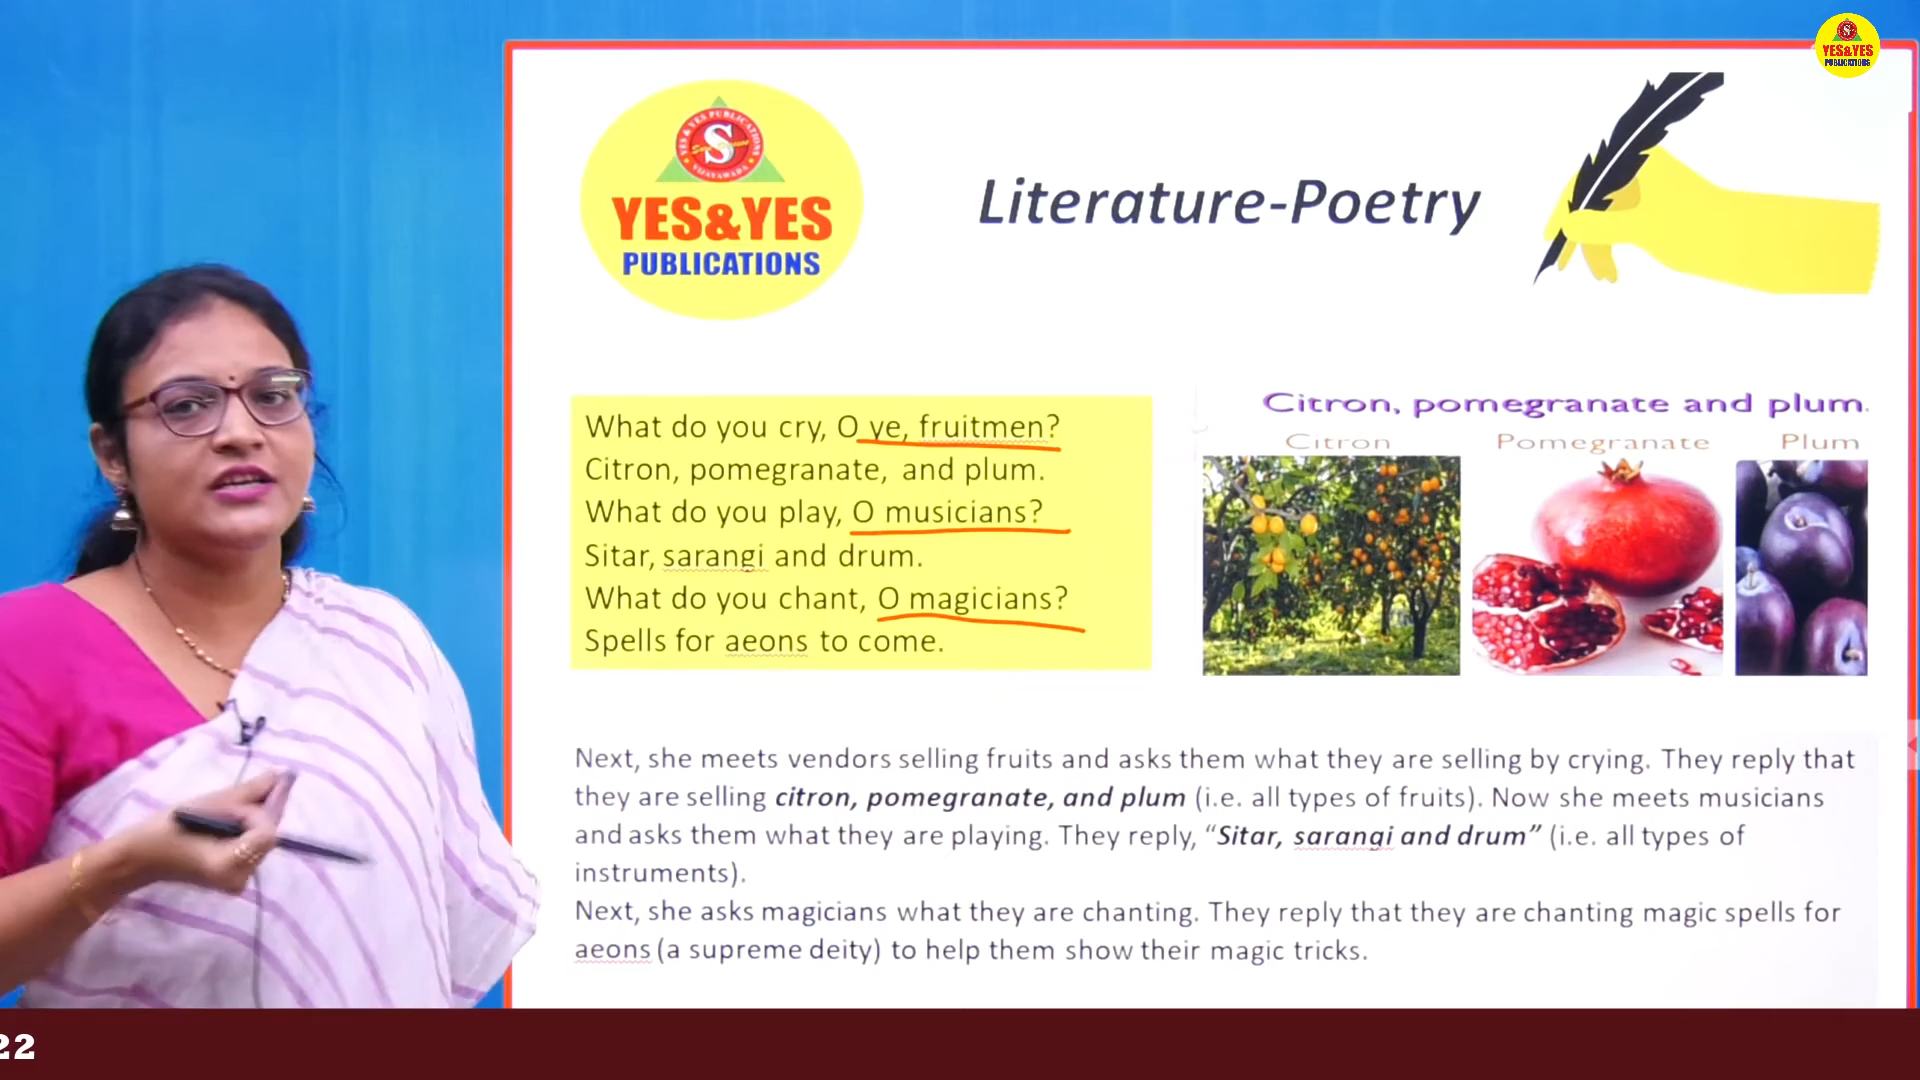 YES&YES
PUBLICATIONS
YES & YES PUBLICATIONS
S
VIJAYAWADA
YES&YES
PUBLICATIONS
Literature-Poetry
What do you cry, O ye, fruitmen?
Citron, pomegranate, and plum.
What do you play, O musicians?
Sitar, sarangi and drum.
What do you chant, O magicians?
Spells for aeons to come.
Citron, pomegranate and plum.
Citron Pomegranate Plum
Next, she meets vendors selling fruits and asks them what they are selling by crying. They reply that
they are selling citron, pomegranate, and plum (i.e. all types of fruits). Now she meets musicians
and asks them what they are playing. They reply, “Sitar, sarangi and drum” (i.e. all types of
instruments).
Next, she asks magicians what they are chanting. They reply that they are chanting magic spells for
aeons (a supreme deity) to help them show their magic tricks.
22